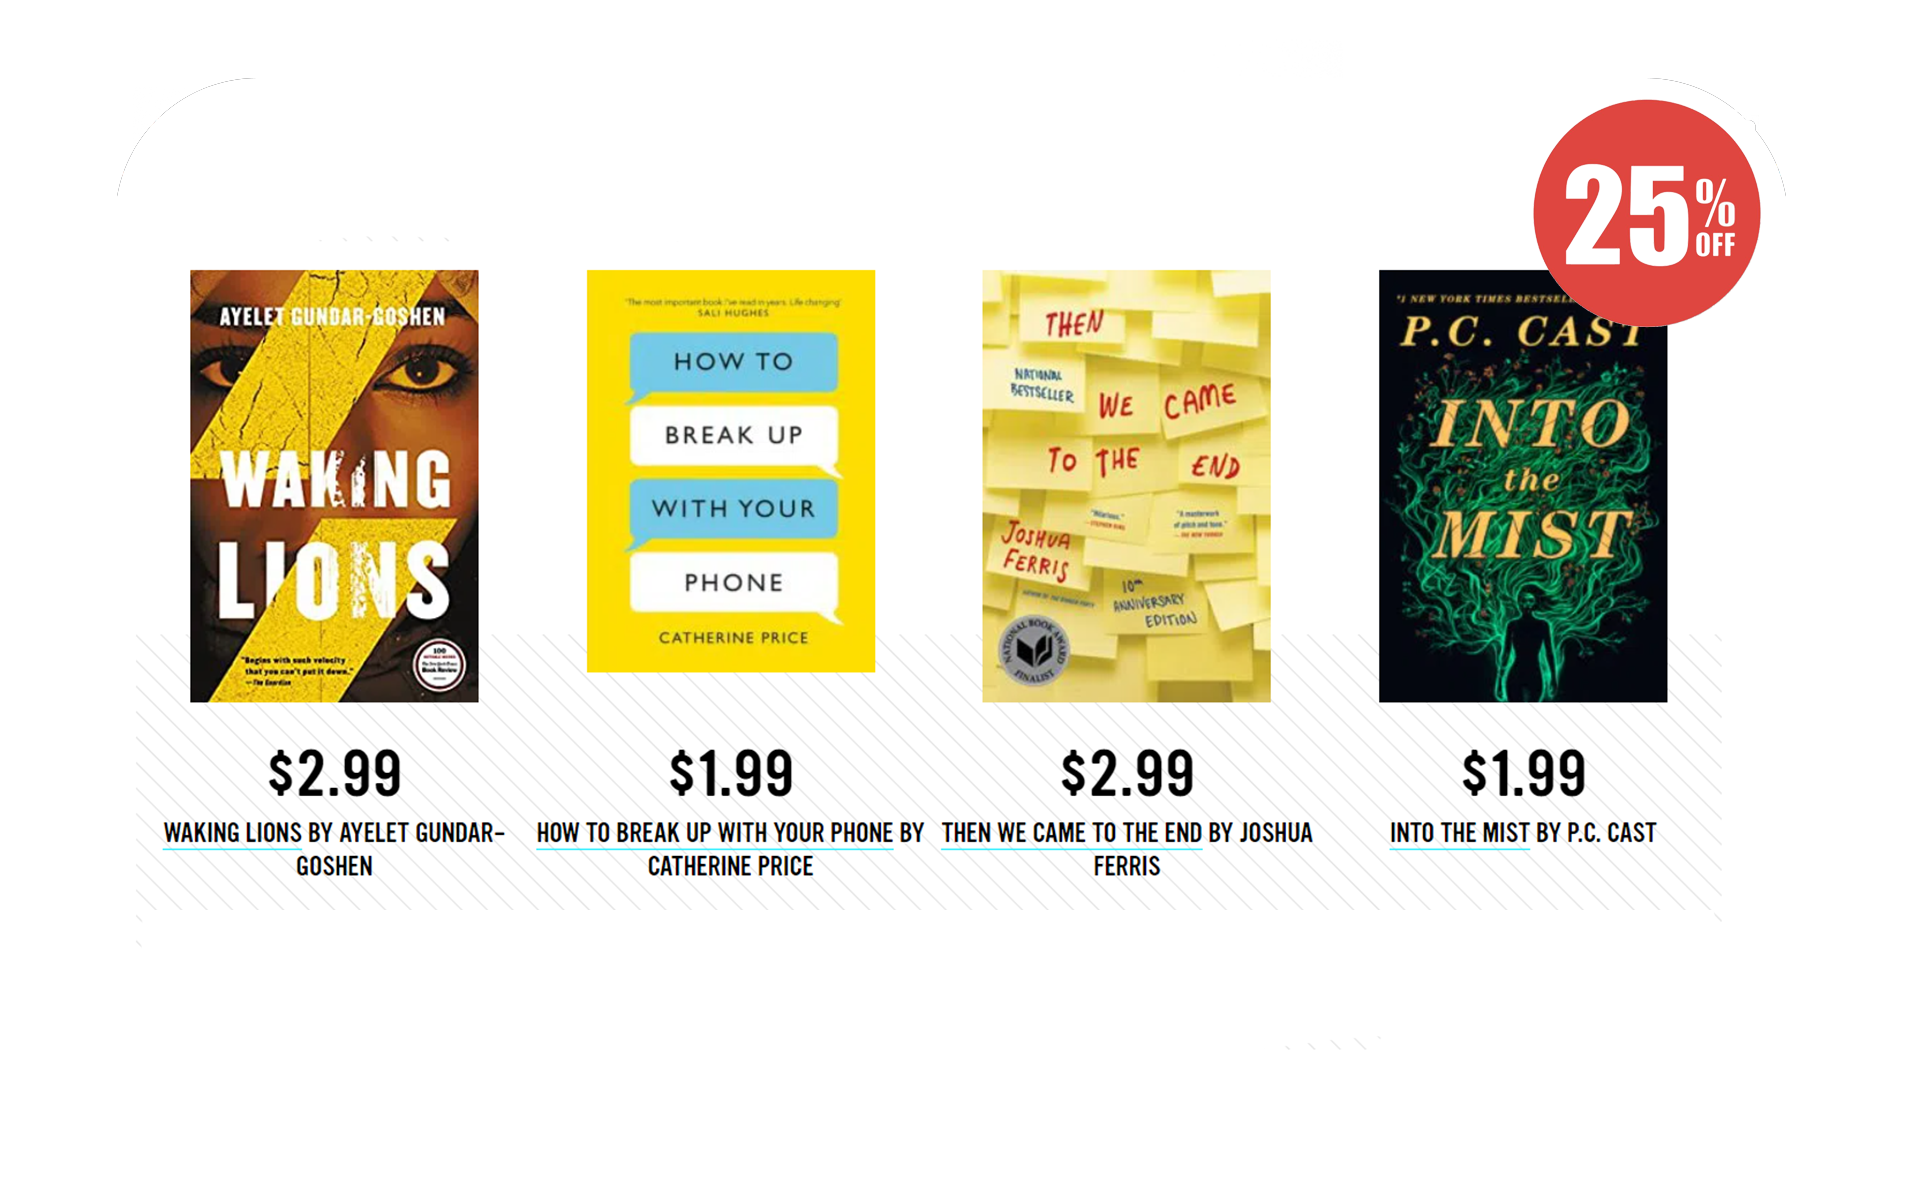 25%
OFF
AYELET GUNDAR-GOSHEN
WAKING
LIONS
"Begins with such velocity
that you can't put it down."
—The Guardian
100
NOTABLE BOOKS
The New York Times
Book Review
"The most important book I've read in years. Life changing"
SALI HUGHES
HOW TO
BREAK UP
WITH YOUR
PHONE
CATHERINE PRICE
THEN
NATIONAL
BESTSELLER
WE CAME
TO THE END
"Hilarious."
—STEPHEN KING
"A masterwork
of pitch and tone."
—THE NEW YORKER
JOSHUA
FERRIS
10TH
ANNIVERSARY
EDITION
NATIONAL BOOK AWARD
FINALIST
#1 NEW YORK TIMES
P.C. CAST
INTO
the
MIST
$2.99
$1.99
$2.99
$1.99
WAKING LIONS BY AYELET GUNDAR-
GOSHEN
HOW TO BREAK UP WITH YOUR PHONE BY
CATHERINE PRICE
THEN WE CAME TO THE END BY JOSHUA
FERRIS
INTO THE MIST BY P.C. CAST